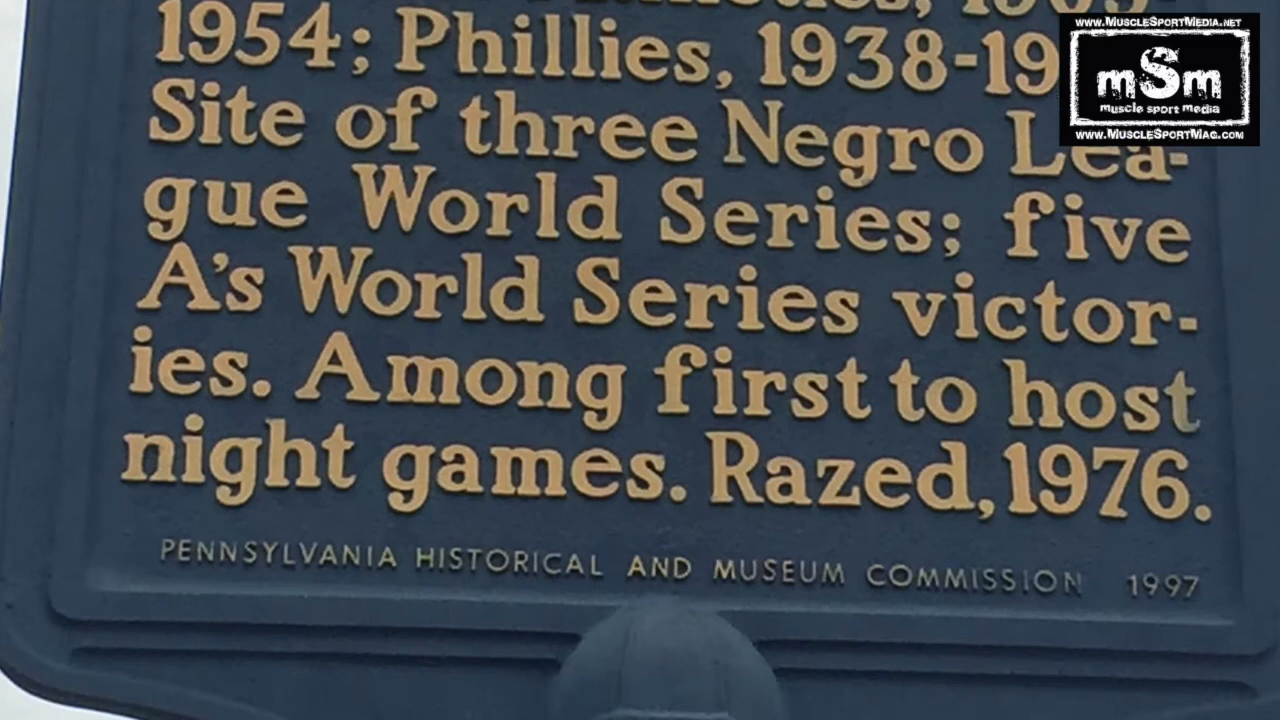 1954; Phillies, 1938-19
Site of three Negro Lea-
gue World Series; five
A's World Series victor-
ies. Among first to host
night games. Razed, 1976.
PENNSYLVANIA HISTORICAL AND MUSEUM COMMISSION 1997
www.MuscleSportMedia.net
mSm
muscle sport media
www.MuscleSportMag.com